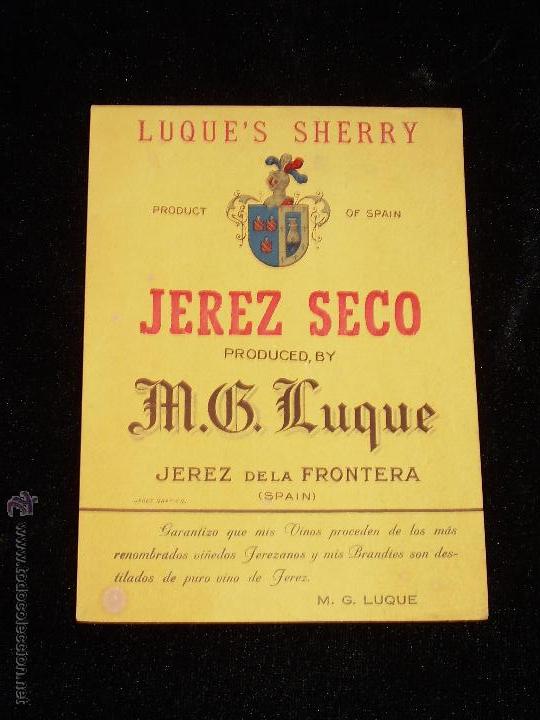 LUQUE'S SHERRY
PRODUCT OF SPAIN
JEREZ SECO
PRODUCED, BY
M.G. Luque
JEREZ DE LA FRONTERA
(SPAIN)
Garantizo que mis Vinos proceden de los más
renombrados viñedos Jerezanos y mis Brandies son des-
tilados de puro vino de Jerez.
M. G. LUQUE
© www.todocoleccion.net